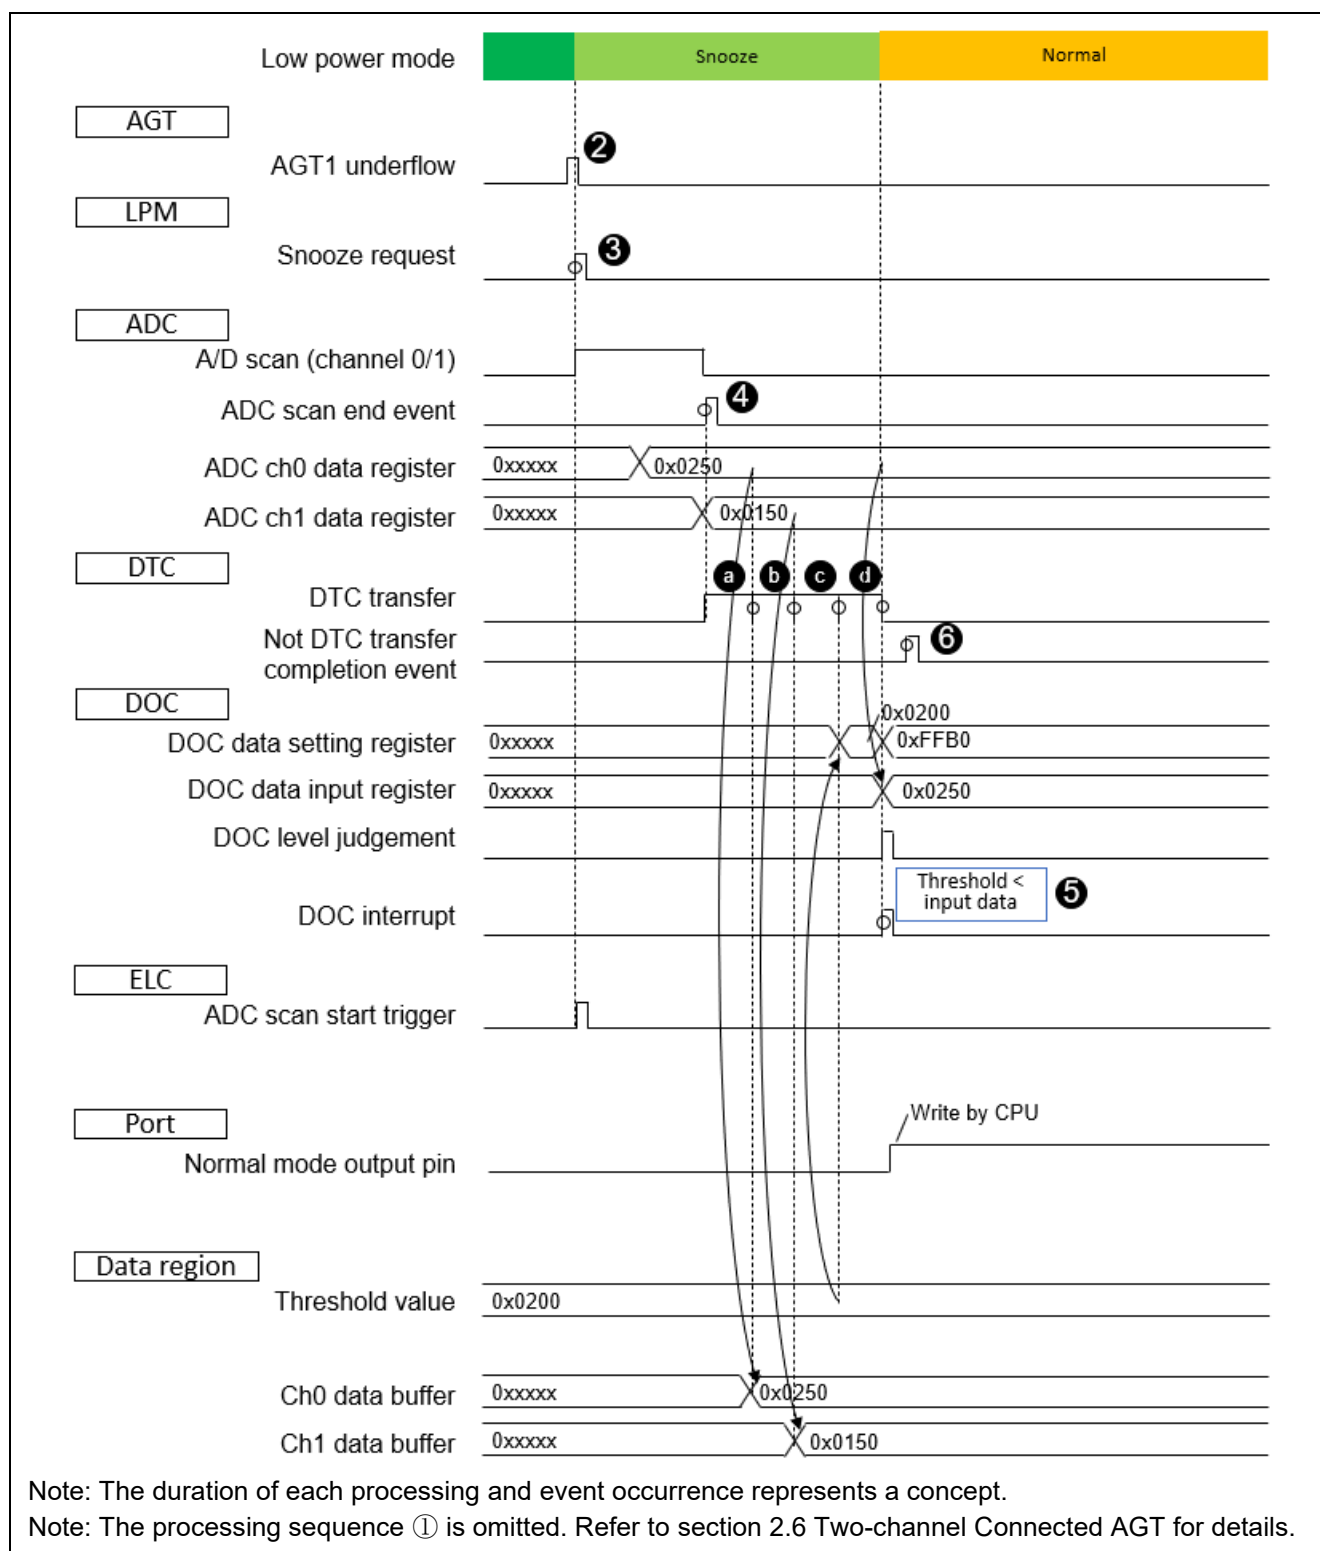 Low power mode
Snooze
Normal
AGT
AGT1 underflow
2
LPM
Snooze request
3
ADC
A/D scan (channel 0/1)
ADC scan end event
4
ADC ch0 data register
0xxxxx
0x0250
ADC ch1 data register
0xxxxx
0x0150
DTC
a b c d
DTC transfer
Not DTC transfer
completion event
6
DOC
0x0200
DOC data setting register
0xxxxx
0xFFB0
DOC data input register
0xxxxx
0x0250
DOC level judgement
Threshold <
input data
5
DOC interrupt
ELC
ADC scan start trigger
Port
Write by CPU
Normal mode output pin
Data region
Threshold value
0x0200
Ch0 data buffer
0xxxxx
0x0250
Ch1 data buffer
0xxxxx
0x0150
Note: The duration of each processing and event occurrence represents a concept.
Note: The processing sequence ① is omitted. Refer to section 2.6 Two-channel Connected AGT for details.